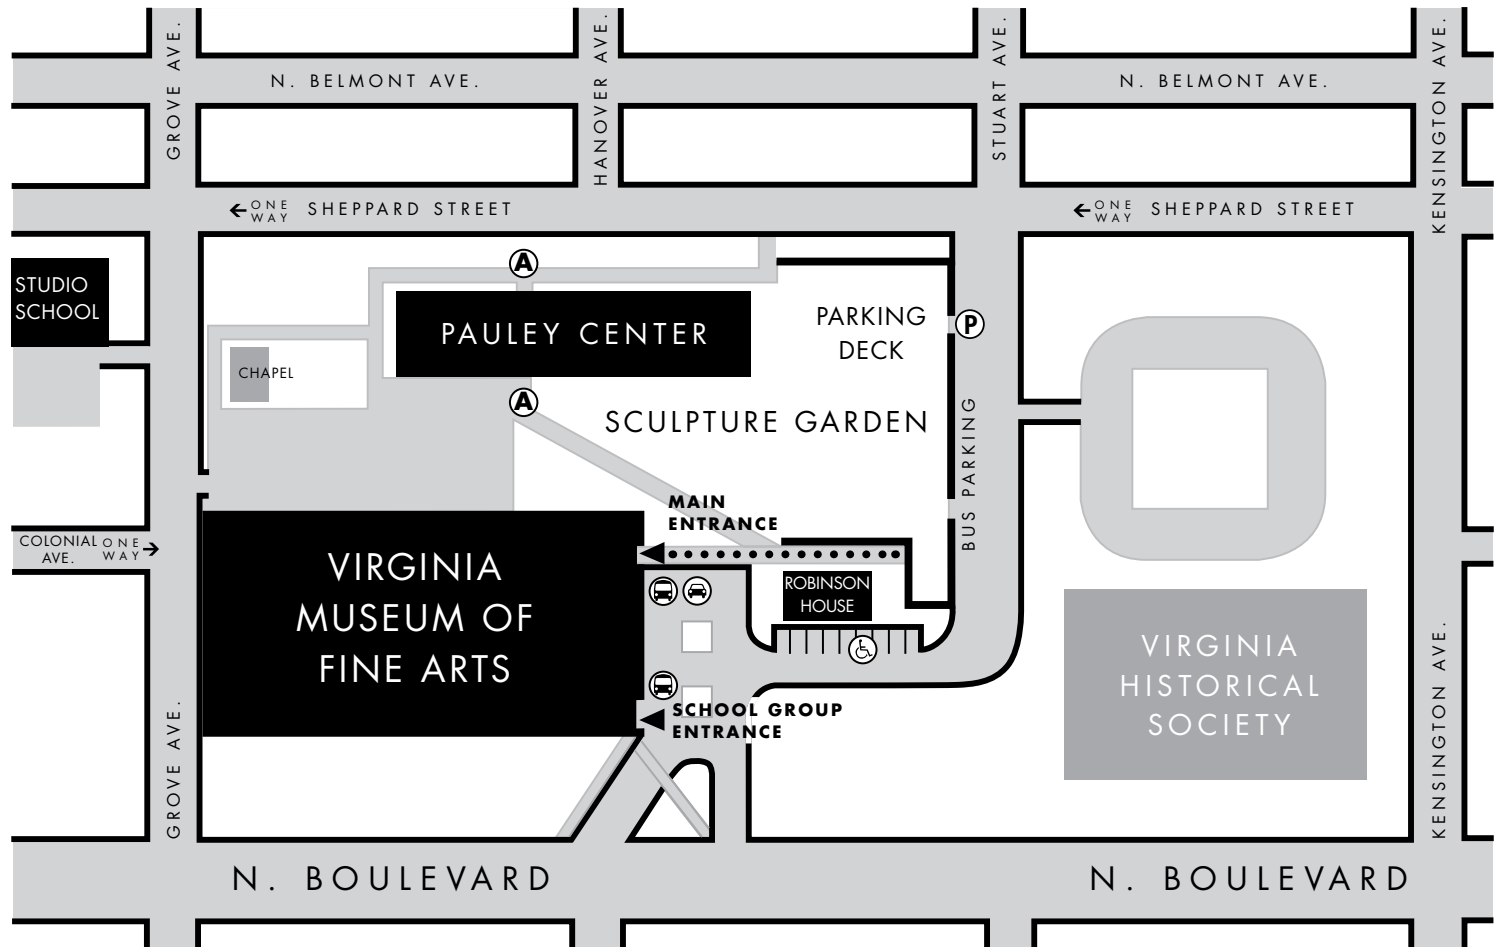 GROVE AVE.
HANOVER AVE.
STUART AVE.
KENSINGTON AVE.
N. BELMONT AVE.
N. BELMONT AVE.
ONE
WAY
SHEPPARD STREET
ONE
WAY
SHEPPARD STREET
STUDIO
SCHOOL
A
PAULEY CENTER
PARKING
DECK
P
CHAPEL
A
SCULPTURE GARDEN
BUS PARKING
MAIN
ENTRANCE
COLONIAL
AVE.
ONE
WAY
VIRGINIA
MUSEUM OF
FINE ARTS
ROBINSON
HOUSE
VIRGINIA
HISTORICAL
SOCIETY
SCHOOL GROUP
ENTRANCE
GROVE AVE.
KENSINGTON AVE.
N. BOULEVARD
N. BOULEVARD